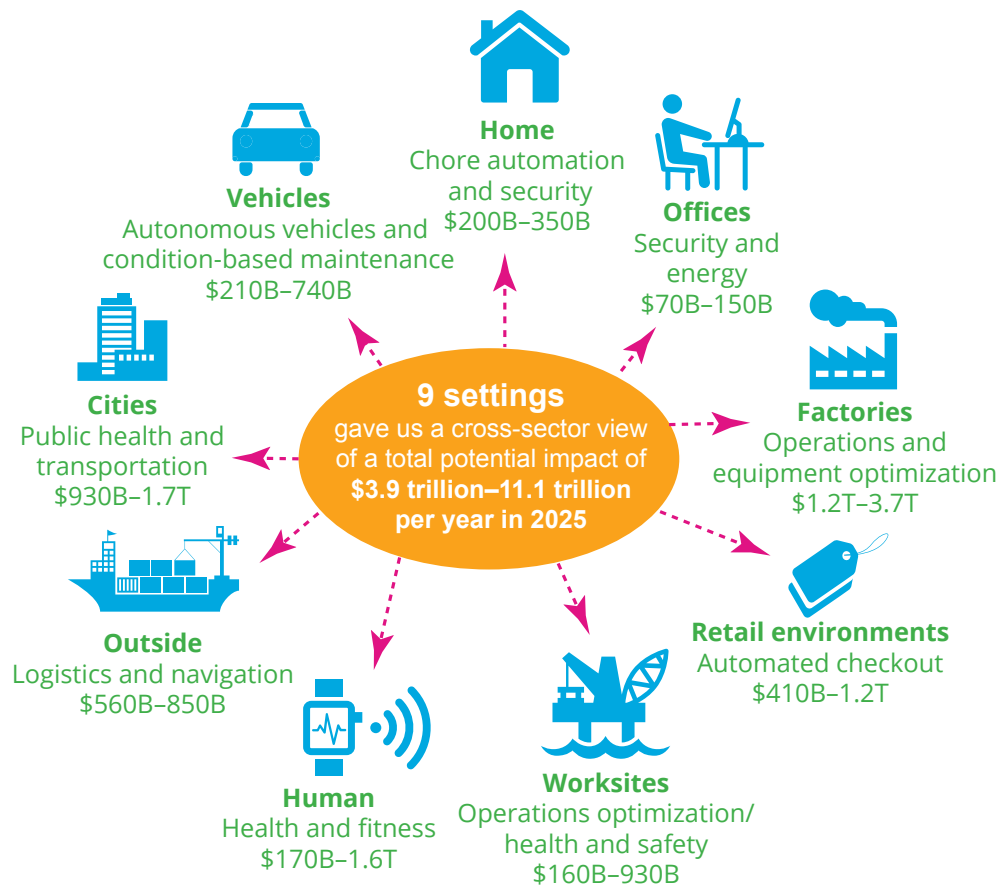 Home
Chore automation
and security
$200B–350B
Offices
Security and
energy
$70B–150B
Factories
Operations and
equipment optimization
$1.2T–3.7T
Retail environments
Automated checkout
$410B–1.2T
Worksites
Operations optimization/
health and safety
$160B–930B
Human
Health and fitness
$170B–1.6T
Outside
Logistics and navigation
$560B–850B
Cities
Public health and
transportation
$930B–1.7T
Vehicles
Autonomous vehicles and
condition-based maintenance
$210B–740B
9 settings
gave us a cross-sector view
of a total potential impact of
$3.9 trillion–11.1 trillion
per year in 2025